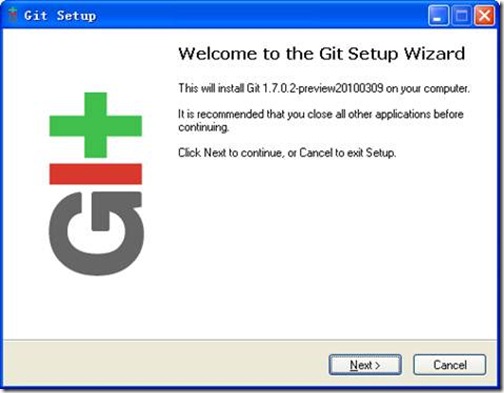 Git Setup
Welcome to the Git Setup Wizard
This will install Git 1.7.0.2-preview20100309 on your computer.
It is recommended that you close all other applications before
continuing.
Click Next to continue, or Cancel to exit Setup.
GIt
Next >
Cancel